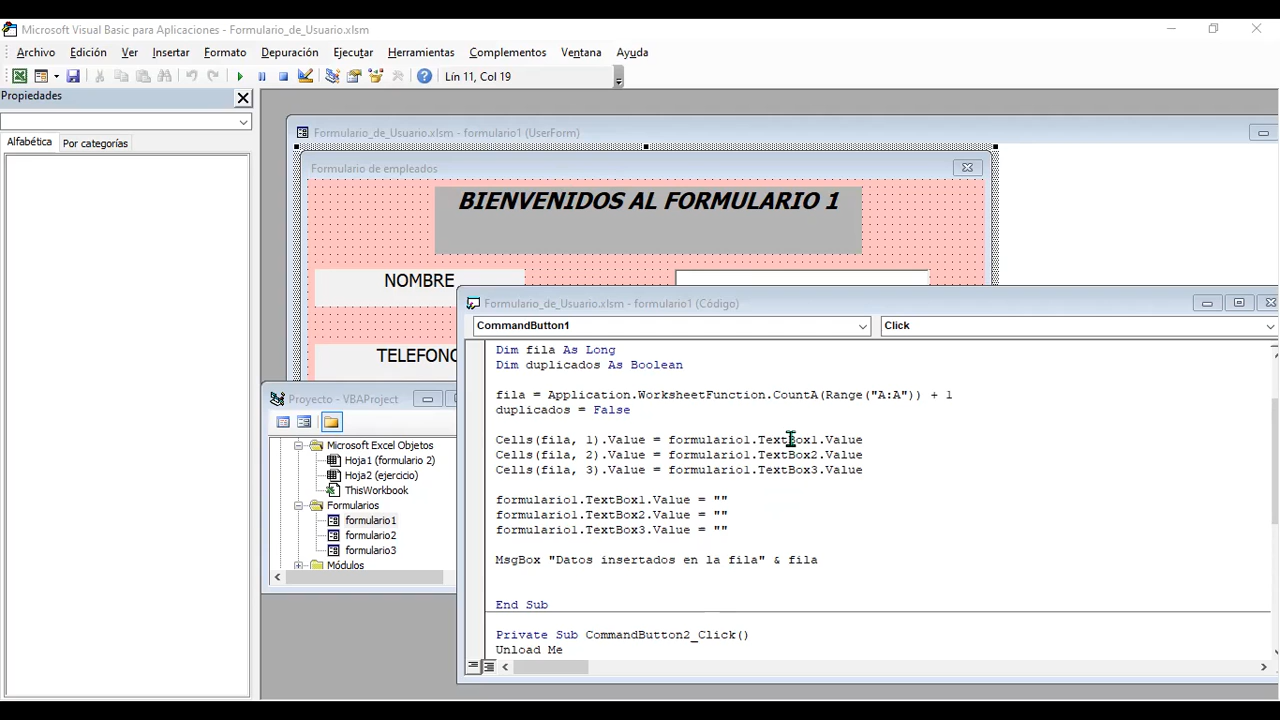 Microsoft Visual Basic para Aplicaciones - Formulario_de_Usuario.xlsm
Archivo Edición Ver Insertar Formato Depuración Ejecutar Herramientas Complementos Ventana Ayuda
Lín 11, Col 19
Propiedades
Alfabética Por categorías
Formulario_de_Usuario.xlsm - formulario1 (UserForm)
Formulario de empleados
BIENVENIDOS AL FORMULARIO 1
NOMBRE
TELEFONO
Proyecto - VBAProject
Microsoft Excel Objetos
Hoja1 (formulario 2)
Hoja2 (ejercicio)
ThisWorkbook
Formularios
formulario1
formulario2
formulario3
Módulos
Formulario_de_Usuario.xlsm - formulario1 (Código)
CommandButton1 Click
Dim fila As Long
Dim duplicados As Boolean
fila = Application.WorksheetFunction.CountA(Range("A:A")) + 1
duplicados = False
Cells(fila, 1).Value = formulario1.TextBox1.Value
Cells(fila, 2).Value = formulario1.TextBox2.Value
Cells(fila, 3).Value = formulario1.TextBox3.Value
formulario1.TextBox1.Value = ""
formulario1.TextBox2.Value = ""
formulario1.TextBox3.Value = ""
MsgBox "Datos insertados en la fila" & fila
End Sub
Private Sub CommandButton2_Click()
Unload Me